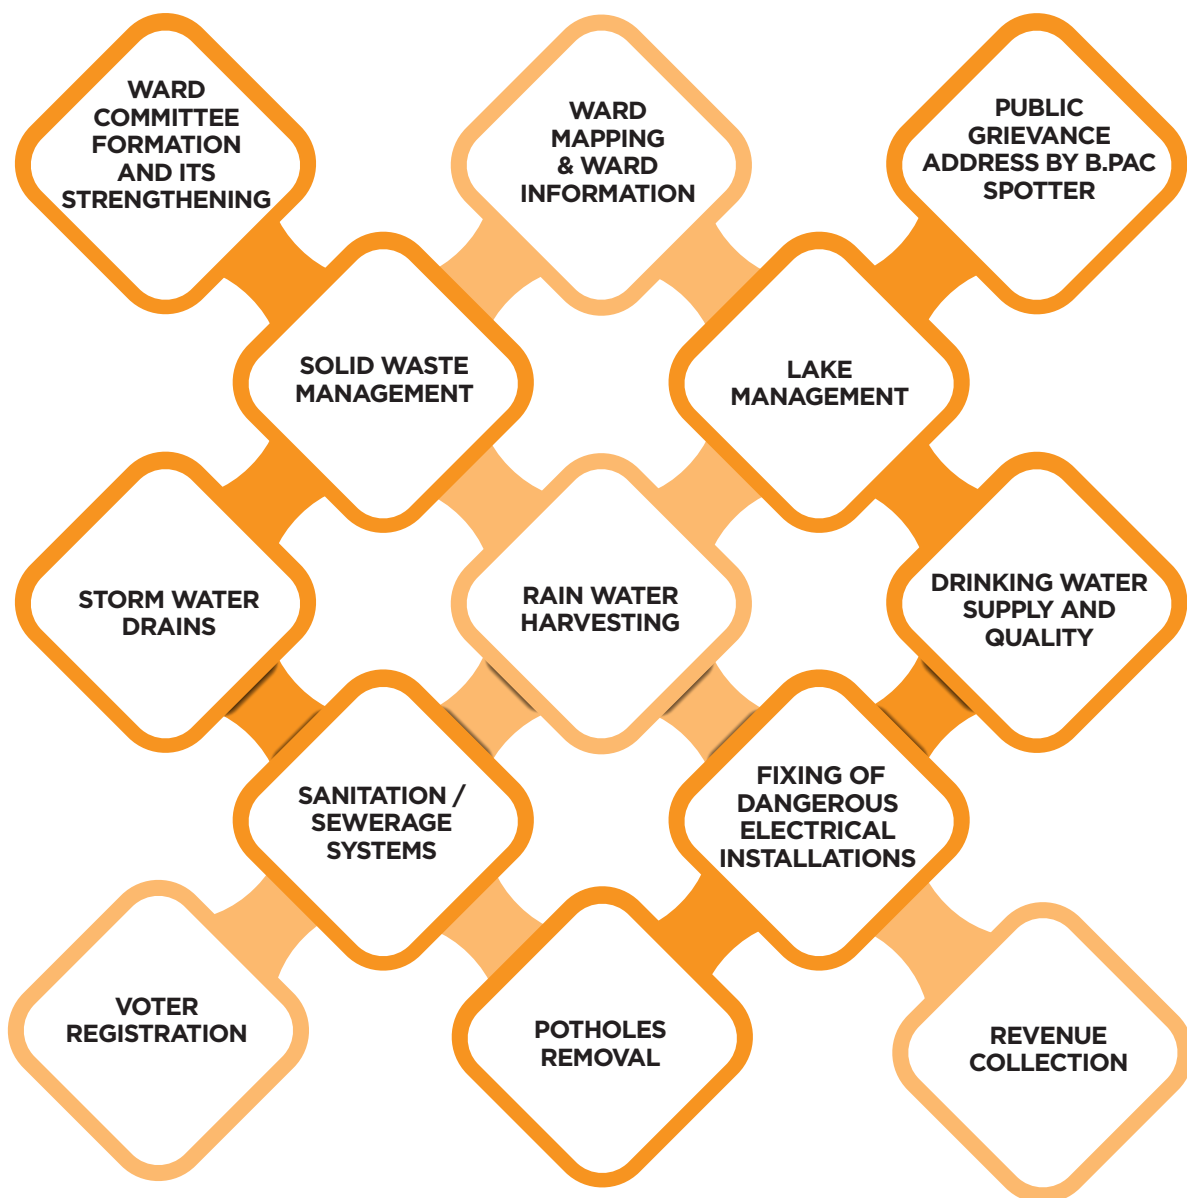 WARD
COMMITTEE
FORMATION
AND ITS
STRENGTHENING
WARD
MAPPING
& WARD
INFORMATION
PUBLIC
GRIEVANCE
ADDRESS BY B.PAC
SPOTTER
SOLID WASTE
MANAGEMENT
LAKE
MANAGEMENT
STORM WATER
DRAINS
RAIN WATER
HARVESTING
DRINKING WATER
SUPPLY AND
QUALITY
SANITATION /
SEWERAGE
SYSTEMS
FIXING OF
DANGEROUS
ELECTRICAL
INSTALLATIONS
VOTER
REGISTRATION
POTHOLES
REMOVAL
REVENUE
COLLECTION